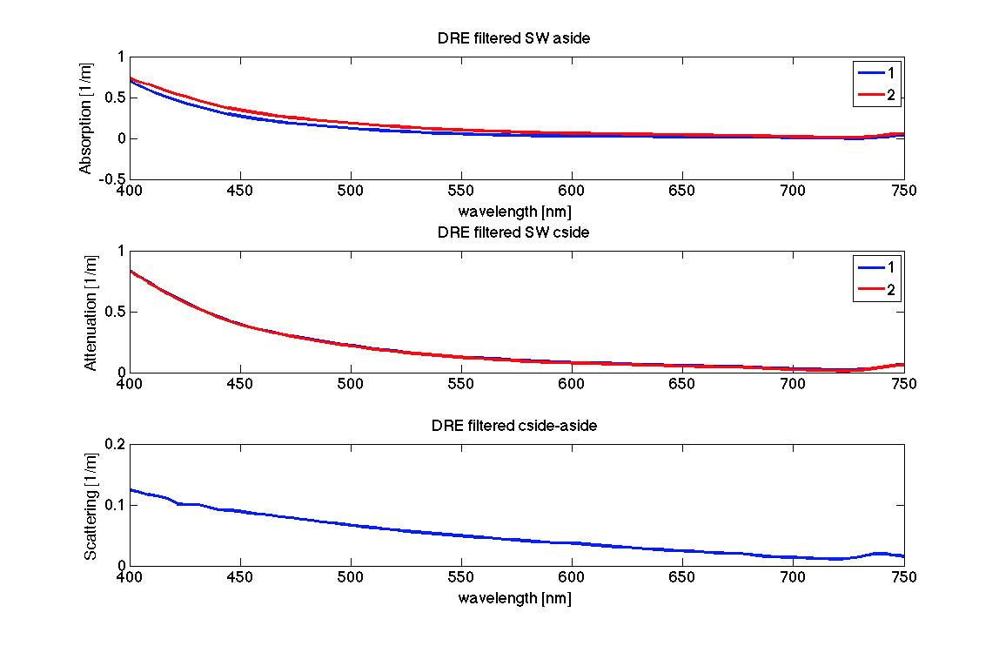 DRE filtered SW aside
Absorption [1/m]
1
0.5
0
-0.5
400 450 500 550 600 650 700 750
wavelength [nm]
1
2
DRE filtered SW cside
Attenuation [1/m]
1
0.5
0
400 450 500 550 600 650 700 750
1
2
DRE filtered cside-aside
Scattering [1/m]
0.2
0.1
0
400 450 500 550 600 650 700 750
wavelength [nm]